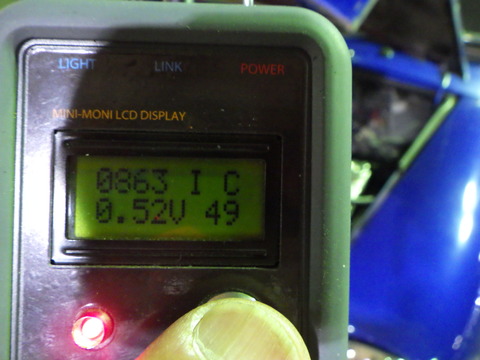 LIGHT LINK POWER
MINI-MONI LCD DISPLAY
0863 I C
0.52V 49